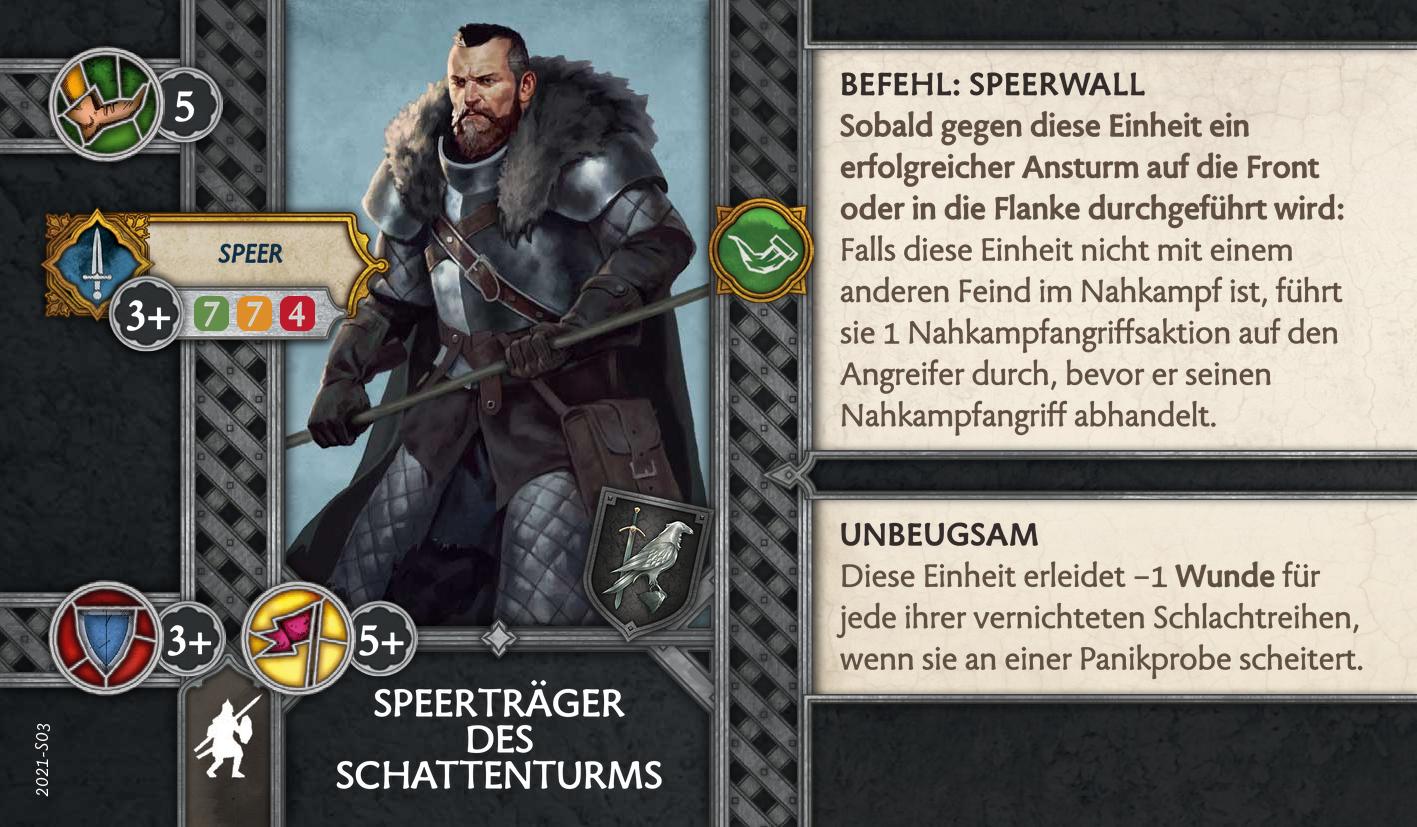 5
SPEER
3+ 7 7 4
3+ 5+
SPEERTRÄGER
DES
SCHATTENTURMS
2021-S03
BEFEHL: SPEERWALL
Sobald gegen diese Einheit ein
erfolgreicher Ansturm auf die Front
oder in die Flanke durchgeführt wird:
Falls diese Einheit nicht mit einem
anderen Feind im Nahkampf ist, führt
sie 1 Nahkampfangriffsaktion auf den
Angreifer durch, bevor er seinen
Nahkampfangriff abhandelt.
UNBEUGSAM
Diese Einheit erleidet –1 Wunde für
jede ihrer vernichteten Schlachtreihen,
wenn sie an einer Panikprobe scheitert.